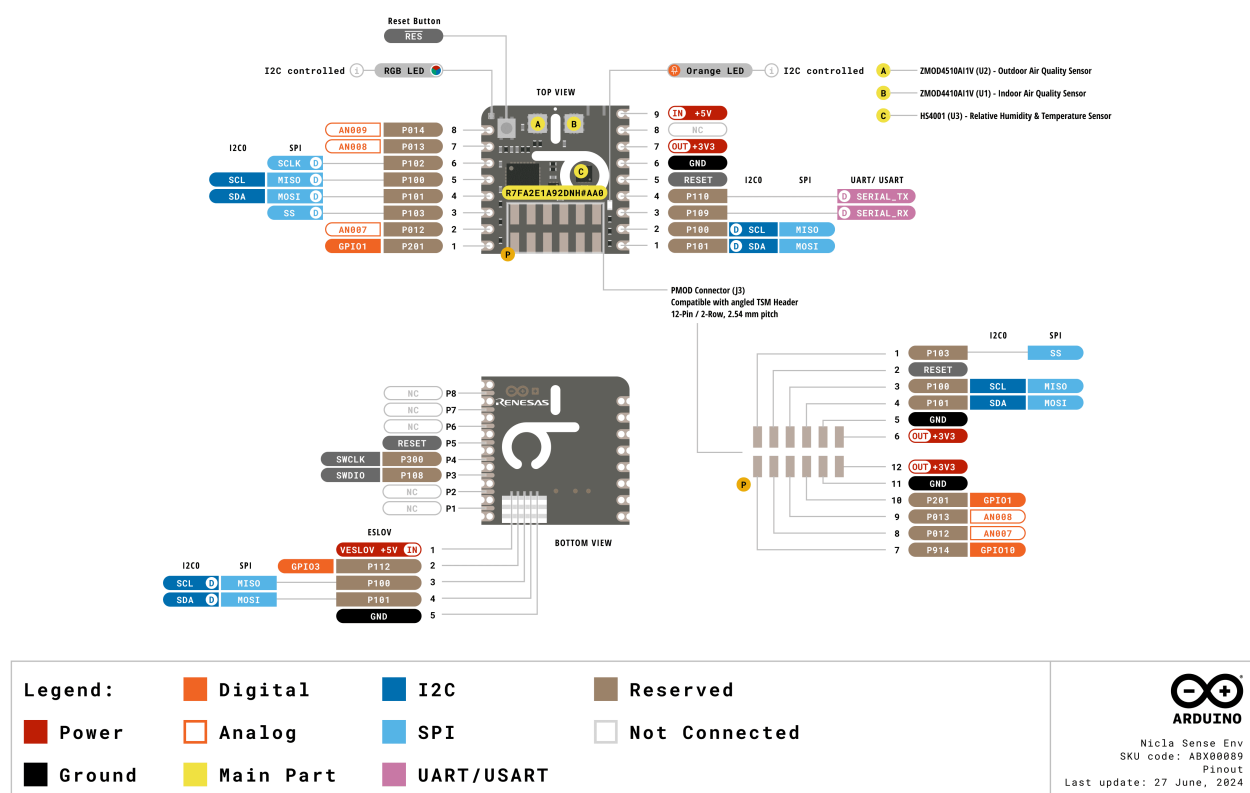 Reset Button
RES
I2C controlled i RGB LED
Orange LED i I2C controlled
A ZMOD4510AI1V (U2) - Outdoor Air Quality Sensor
B ZMOD4410AI1V (U1) - Indoor Air Quality Sensor
C HS4001 (U3) - Relative Humidity & Temperature Sensor
TOP VIEW
A B
C
R7FA2E1A92DNH#AA0
P
I2C0 SPI
AN009 P014 8
AN008 P013 7
SCLK D P102 6
SCL MISO D P100 5
SDA MOSI D P101 4
SS D P103 3
AN007 P012 2
GPIO1 P201 1
9 IN +5V
8 NC
7 OUT +3V3
6 GND
5 RESET I2C0 SPI UART/ USART
4 P110 D SERIAL_TX
3 P109 D SERIAL_RX
2 P100 D SCL MISO
1 P101 D SDA MOSI
PMOD Connector (J3)
Compatible with angled TSM Header
12-Pin / 2-Row, 2.54 mm pitch
I2C0 SPI
1 P103 SS
2 RESET
3 P100 SCL MISO
4 P101 SDA MOSI
5 GND
6 OUT +3V3
12 OUT +3V3
11 GND
10 P201 GPIO1
9 P013 AN008
8 P012 AN007
7 P914 GPIO10
P
NC P8
NC P7
NC P6
RESET P5
SWCLK P300 P4
SWDIO P108 P3
NC P2
NC P1
RENESAS
BOTTOM VIEW
ESLOV
VESLOV +5V IN 1
I2C0 SPI GPIO3 P112 2
SCL D MISO P100 3
SDA D MOSI P101 4
GND 5
Legend:
Power
Ground
Digital
Analog
Main Part
I2C
SPI
UART/USART
Reserved
Not Connected
ARDUINO
Nicla Sense Env
SKU code: ABX00089
Pinout
Last update: 27 June, 2024